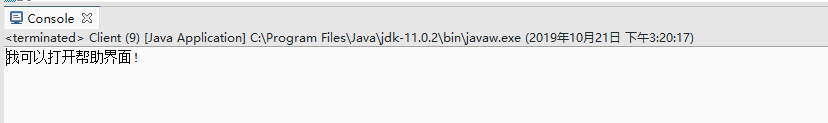 Console
<terminated> Client (9) [Java Application] C:\Program Files\Java\jdk-11.0.2\bin\javaw.exe (2019年10月21日 下午3:20:17)
我可以打开帮助界面！